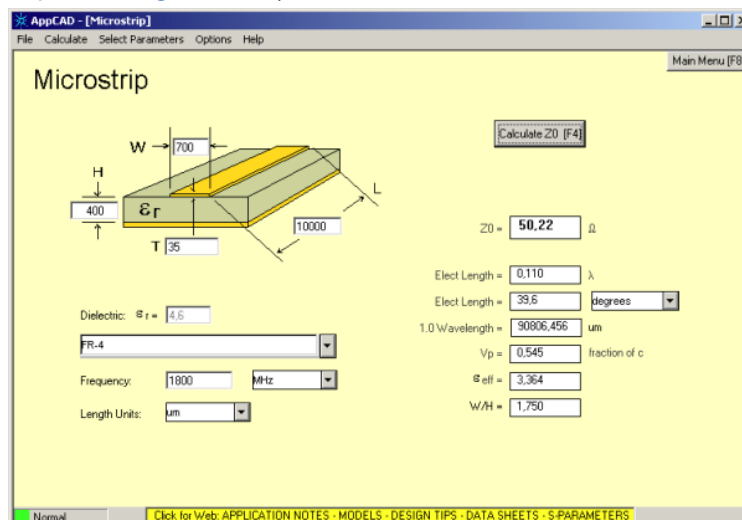 AppCAD - [Microstrip]
File Calculate Select Parameters Options Help
Main Menu [F8
Microstrip
Calculate Z0 [F4]
W 700
H
400
εr
L
10000
T 35
Z0 = 50,22 Ω
Elect Length = 0,110 λ
Elect Length = 39,6 degrees
1.0 Wavelength = 90806,456 um
Vp = 0,545 fraction of c
εeff = 3,364
W/H = 1,750
Dielectric: εr = 4,6
FR-4
Frequency: 1800 MHz
Length Units: um
Normal
Click for Web: APPLICATION NOTES - MODELS - DESIGN TIPS - DATA SHEETS - S-PARAMETERS